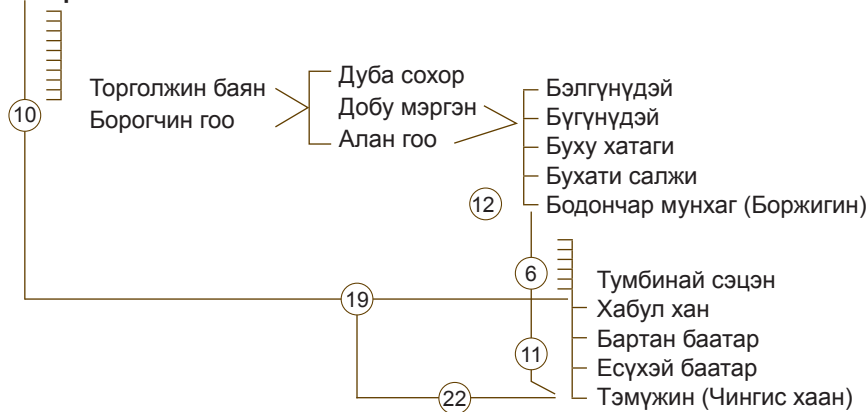 10
Торголжин баян
Борогчин гоо
Дуба сохор
Добу мэргэн
Алан гоо
Бэлгүнүдэй
Бүгүнүдэй
Буху хатаги
Бухати салжи
12
Бодончар мунхаг (Боржигин)
6
Тумбинай сэцэн
19
Хабул хан
Бартан баатар
11
Есүхэй баатар
22
Тэмүжин (Чингис хаан)